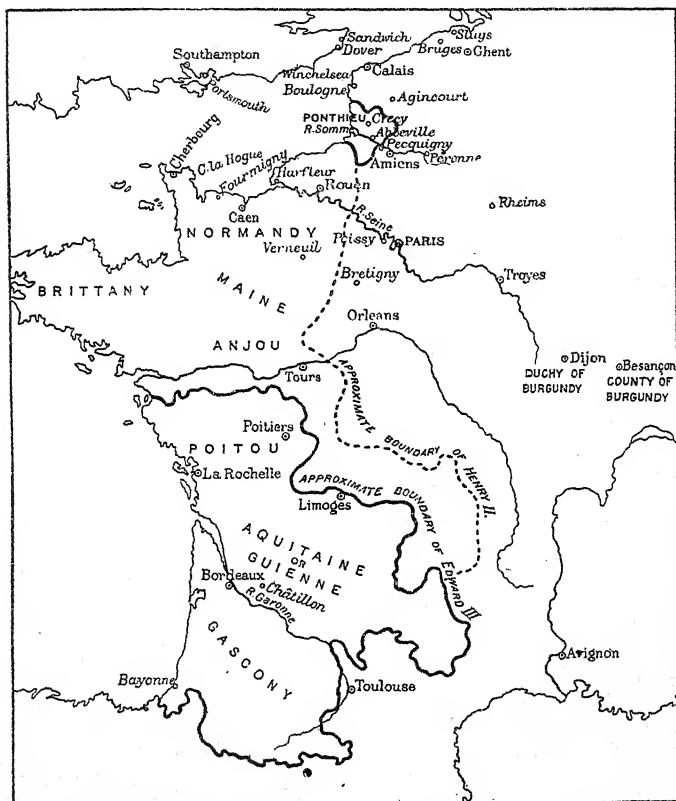 Sandwich
Dover
Sluys
Bruges
Ghent
Southampton
Portsmouth
Winchelsea
Calais
Boulogne
Agincourt
PONTHIEU
Crecy
R. Somm
Abbeville
Pecquigny
Amiens
Peronne
Cherbourg
C. la Hogue
Fourmigny
Harfleur
Rouen
Rheims
Caen
R. Seine
NORMANDY
Verneuil
Poissy
PARIS
Bretigny
Troyes
BRITTANY
MAINE
Orleans
ANJOU
Tours
Dijon
DUCHY OF
BURGUNDY
Besançon
COUNTY OF
BURGUNDY
APPROXIMATE BOUNDARY OF HENRY II.
Poitiers
POITOU
La Rochelle
Limoges
APPROXIMATE BOUNDARY OF EDWARD III
AQUITAINE
OR
GUIENNE
Bordeaux
Châtillon
R. Garonne
GASCONY
Avignon
Bayonne
Toulouse